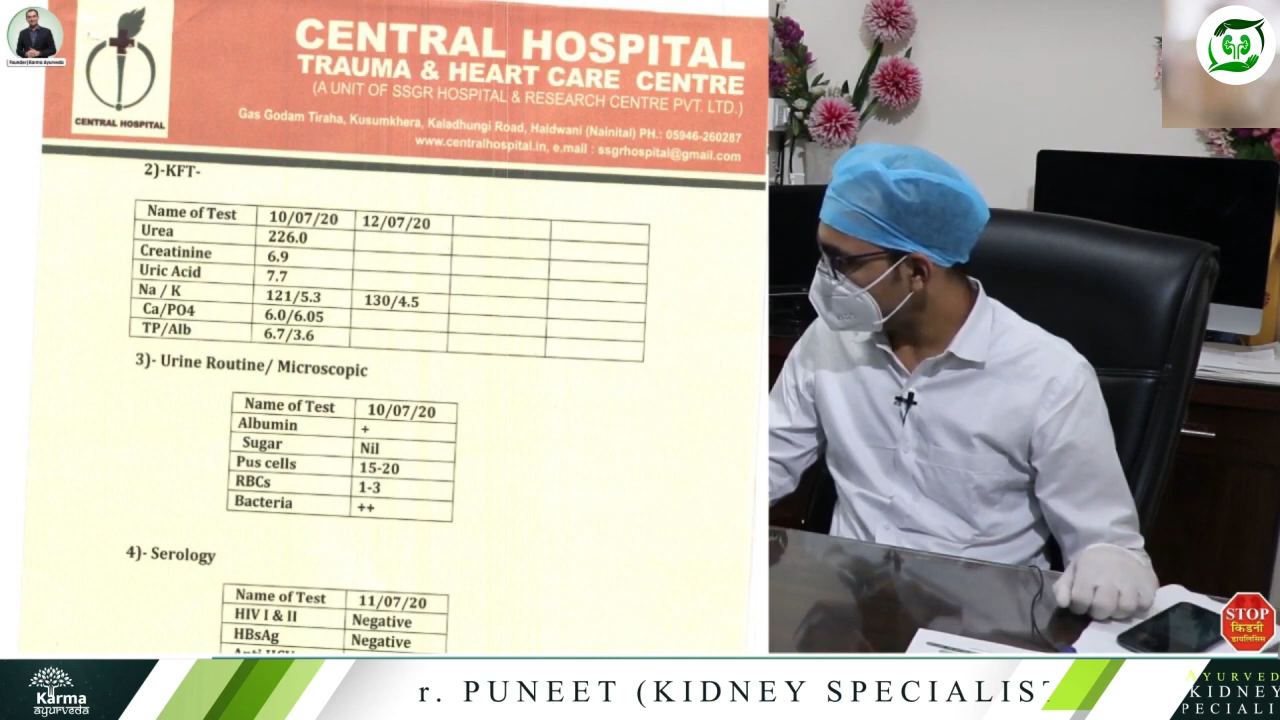 Founder|Karma Ayurveda
CENTRAL HOSPITAL
CENTRAL HOSPITAL
TRAUMA & HEART CARE CENTRE
(A UNIT OF SSGR HOSPITAL & RESEARCH CENTRE PVT. LTD.)
Gas Godam Tiraha, Kusumkhera, Kaladhungi Road, Haldwani (Nainital) PH.: 05946-260287
www.centralhospital.in, e.mail : ssgrhospital@gmail.com
2)-KFT-
Name of Test 10/07/20 12/07/20
Urea 226.0
Creatinine 6.9
Uric Acid 7.7
Na / K 121/5.3 130/4.5
Ca/PO4 6.0/6.05
TP/Alb 6.7/3.6
3)- Urine Routine/ Microscopic
Name of Test 10/07/20
Albumin +
Sugar Nil
Pus cells 15-20
RBCs 1-3
Bacteria ++
4)- Serology
Name of Test 11/07/20
HIV I & II Negative
HBsAg Negative
STOP
किडनी
डायलिसिस
Karma
ayurveda
r. PUNEET (KIDNEY SPECIALIS
AYURVED
KIDNEY
PECIALI